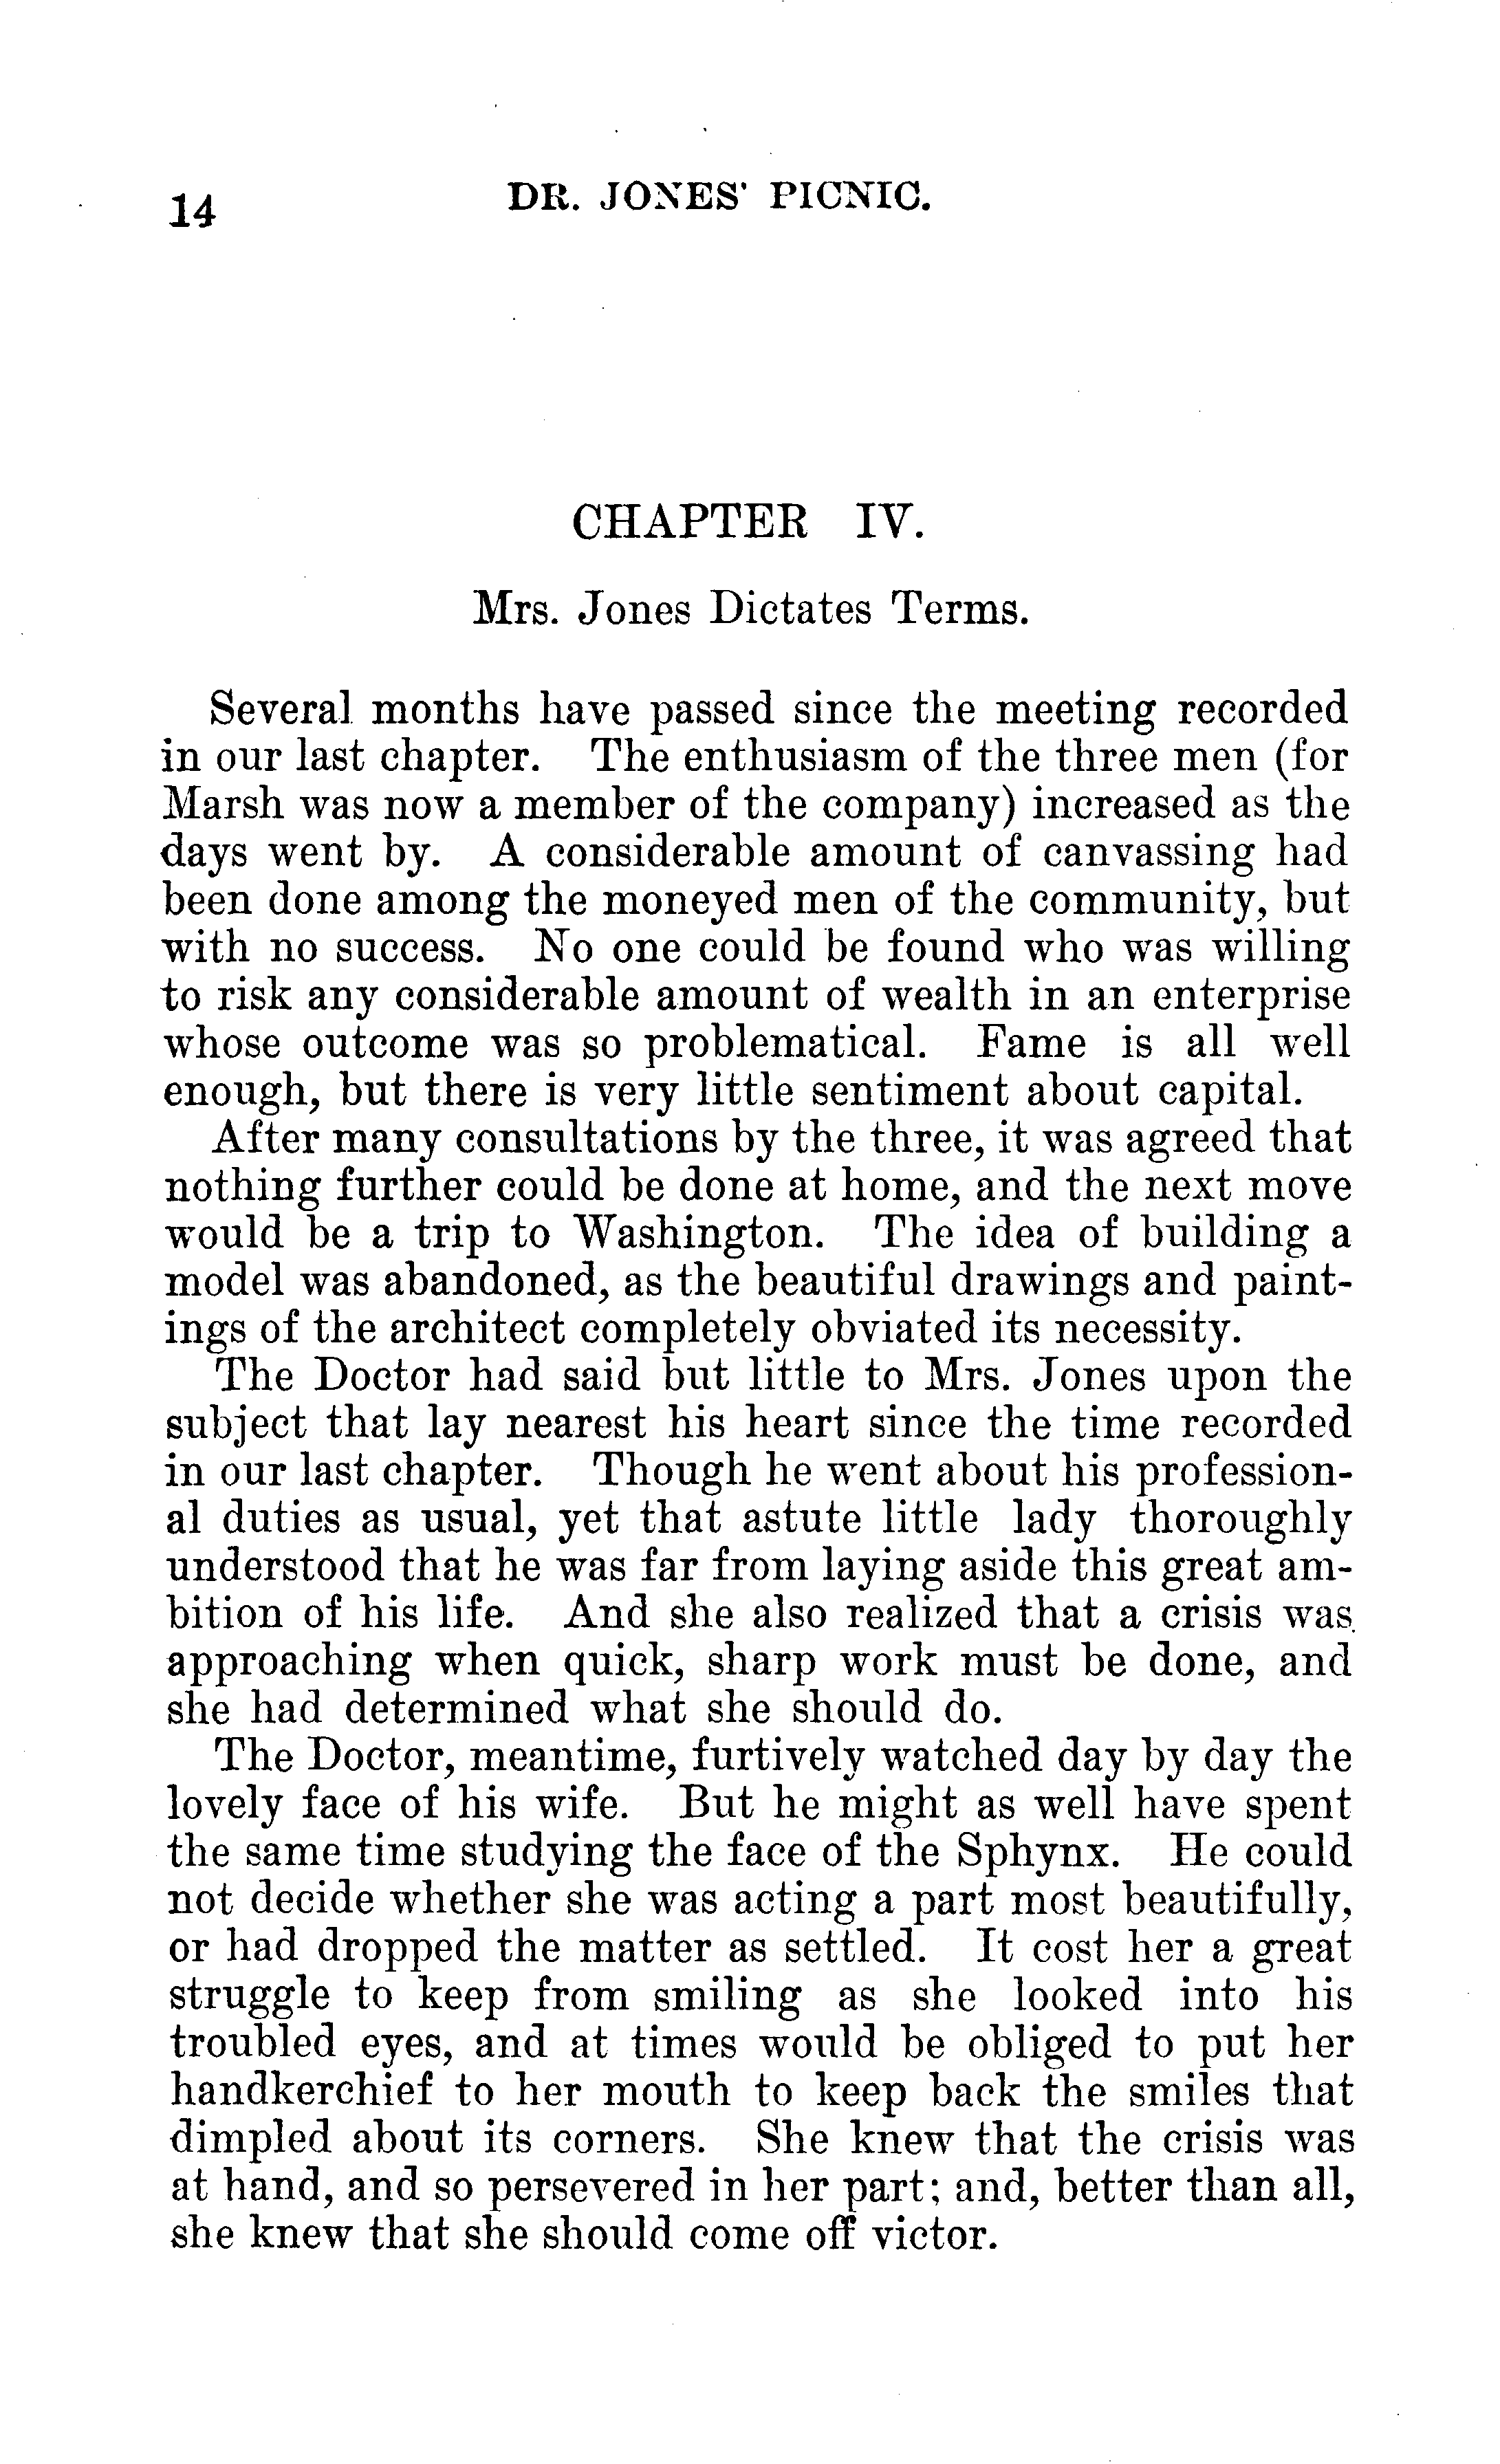 14
DR. JONES' PICNIC.
CHAPTER IV.
Mrs. Jones Dictates Terms.
Several months have passed since the meeting recorded
in our last chapter. The enthusiasm of the three men (for
Marsh was now a member of the company) increased as the
days went by. A considerable amount of canvassing had
been done among the moneyed men of the community, but
with no success. No one could be found who was willing
to risk any considerable amount of wealth in an enterprise
whose outcome was so problematical. Fame is all well
enough, but there is very little sentiment about capital.
After many consultations by the three, it was agreed that
nothing further could be done at home, and the next move
would be a trip to Washington. The idea of building a
model was abandoned, as the beautiful drawings and paint-
ings of the architect completely obviated its necessity.
The Doctor had said but little to Mrs. Jones upon the
subject that lay nearest his heart since the time recorded
in our last chapter. Though he went about his profession-
al duties as usual, yet that astute little lady thoroughly
understood that he was far from laying aside this great am-
bition of his life. And she also realized that a crisis was
approaching when quick, sharp work must be done, and
she had determined what she should do.
The Doctor, meantime, furtively watched day by day the
lovely face of his wife. But he might as well have spent
the same time studying the face of the Sphynx. He could
not decide whether she was acting a part most beautifully,
or had dropped the matter as settled. It cost her a great
struggle to keep from smiling as she looked into his
troubled eyes, and at times would be obliged to put her
handkerchief to her mouth to keep back the smiles that
dimpled about its corners. She knew that the crisis was
at hand, and so persevered in her part; and, better than all,
she knew that she should come off victor.